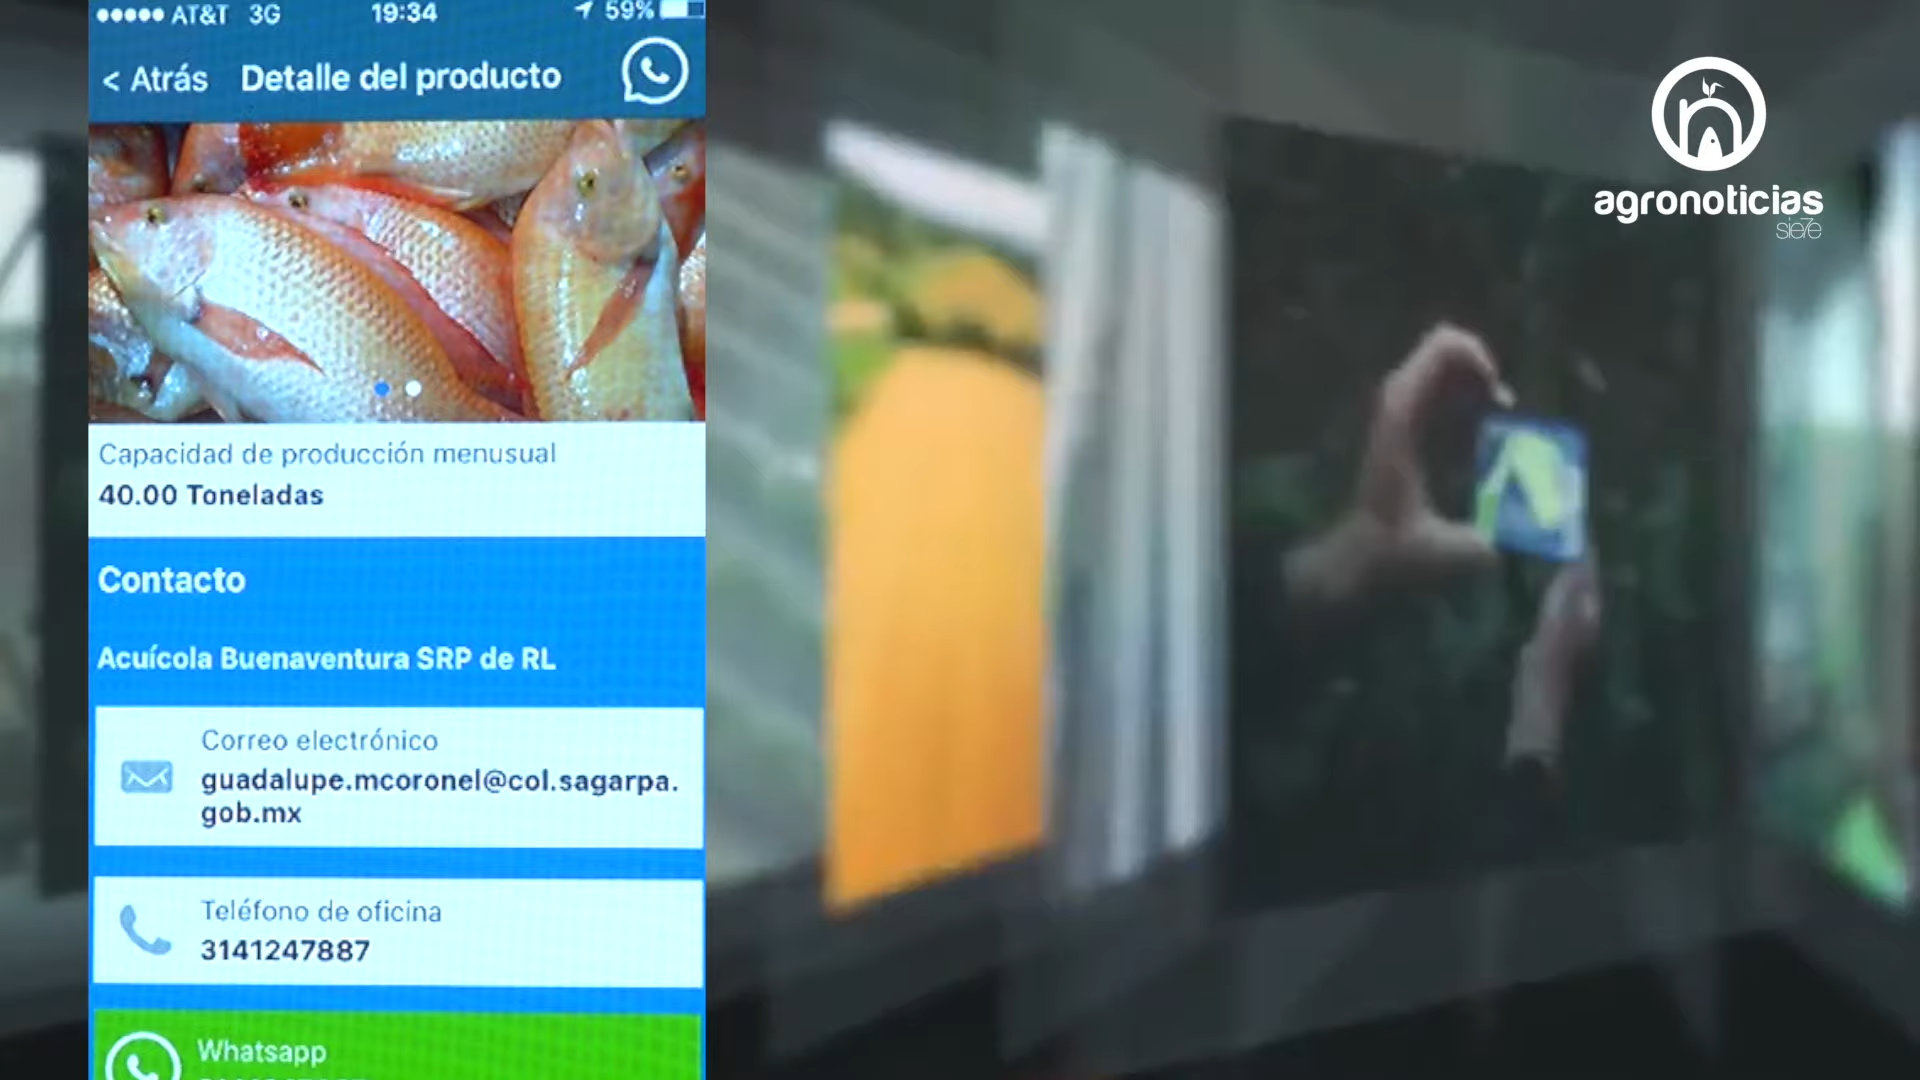 AT&T 3G 19:34 59%
< Atrás Detalle del producto
agronoticias
sie7e
Capacidad de producción menusual
40.00 Toneladas
Contacto
Acuícola Buenaventura SRP de RL
Correo electrónico
guadalupe.mcoronel@col.sagarpa.
gob.mx
Teléfono de oficina
3141247887
Whatsapp